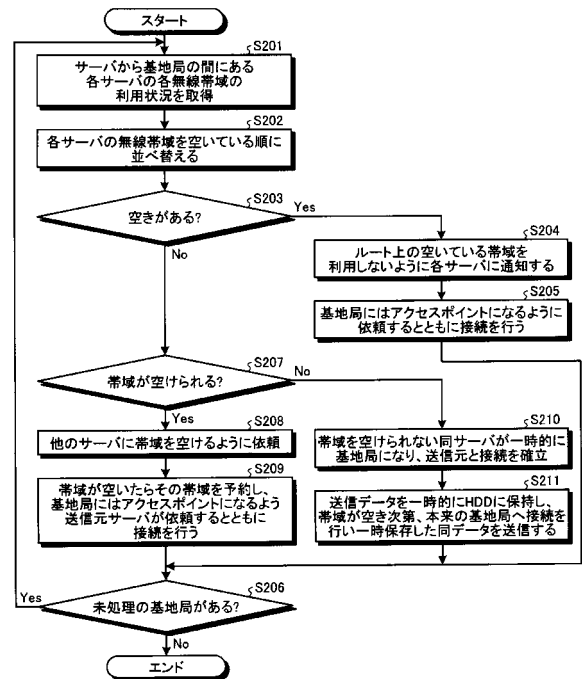 スタート
S201
サーバから基地局の間にある
各サーバの各無線帯域の
利用状況を取得
S202
各サーバの無線帯域を空いている順に
並べ替える
S203
空きがある?
Yes
No
S204
ルート上の空いている帯域を
利用しないように各サーバに通知する
S205
基地局にはアクセスポイントになるように
依頼するとともに接続を行う
S207
帯域が空けられる?
No
Yes
S208
他のサーバに帯域を空けるように依頼
S209
帯域が空いたらその帯域を予約し、
基地局にはアクセスポイントになるよう
送信元サーバが依頼するとともに
接続を行う
S210
帯域を空けられない同サーバが一時的に
基地局になり、送信元と接続を確立
S211
送信データを一時的にHDDに保持し、
帯域が空き次第、本来の基地局へ接続を
行い一時保存した同データを送信する
S206
Yes
未処理の基地局がある?
No
エンド